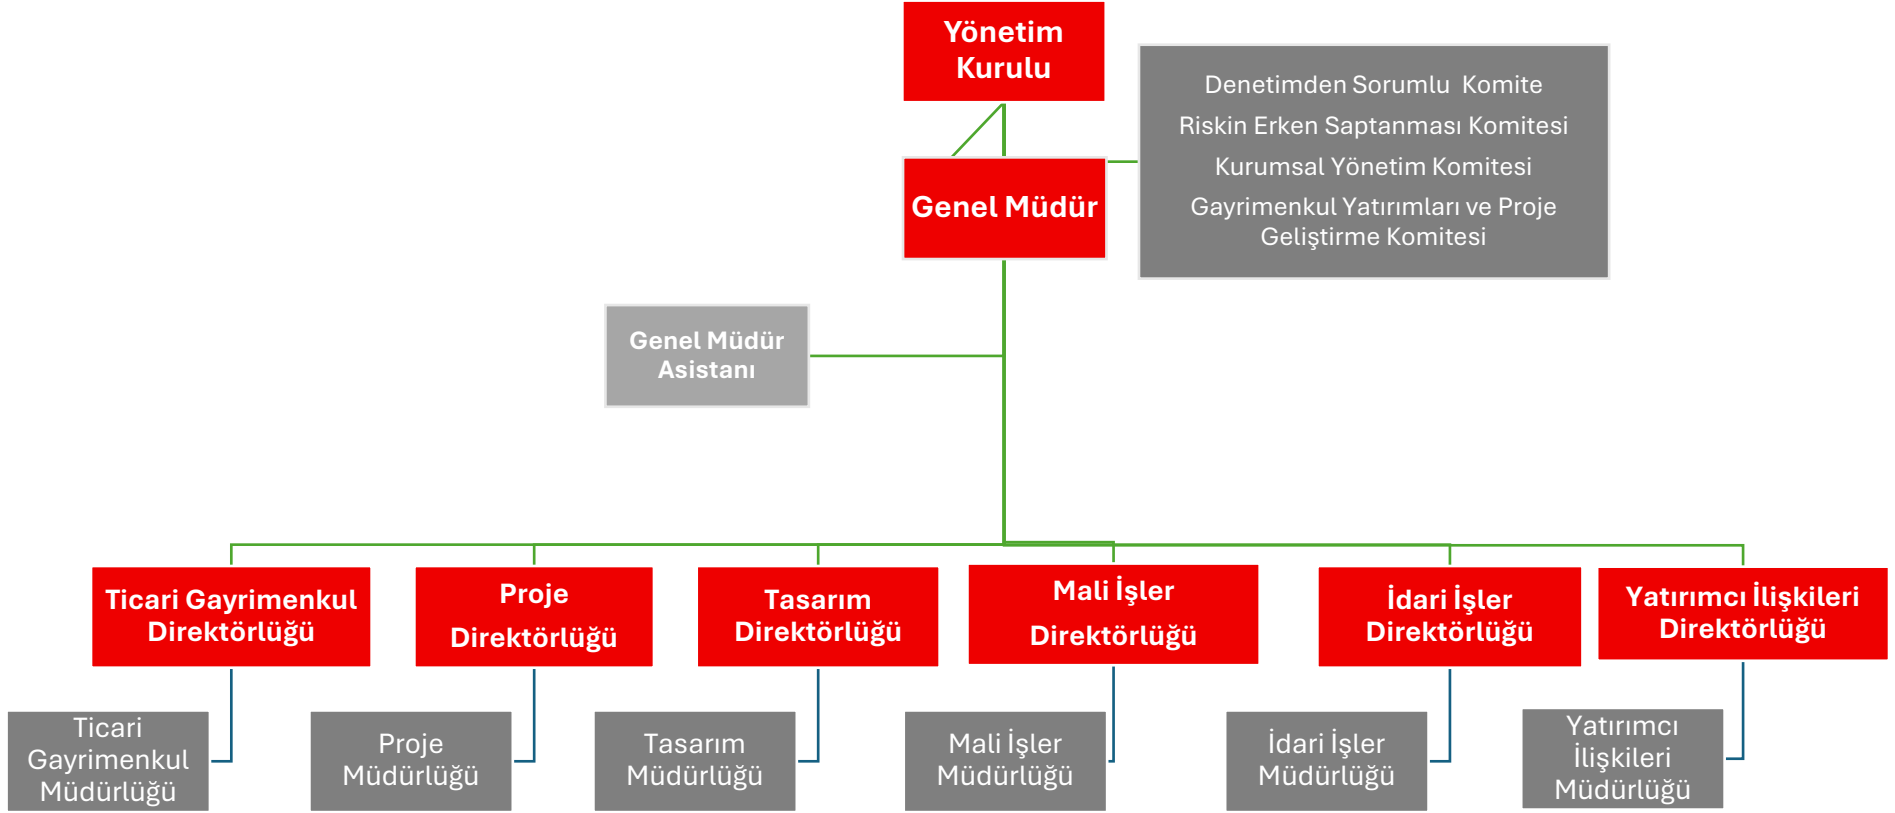 Yönetim
Kurulu
Denetimden Sorumlu Komite
Riskin Erken Saptanması Komitesi
Kurumsal Yönetim Komitesi
Gayrimenkul Yatırımları ve Proje
Geliştirme Komitesi
Genel Müdür
Genel Müdür
Asistanı
Ticari Gayrimenkul
Direktörlüğü
Proje
Direktörlüğü
Tasarım
Direktörlüğü
Mali İşler
Direktörlüğü
İdari İşler
Direktörlüğü
Yatırımcı İlişkileri
Direktörlüğü
Ticari
Gayrimenkul
Müdürlüğü
Proje
Müdürlüğü
Tasarım
Müdürlüğü
Mali İşler
Müdürlüğü
İdari İşler
Müdürlüğü
Yatırımcı
İlişkileri
Müdürlüğü